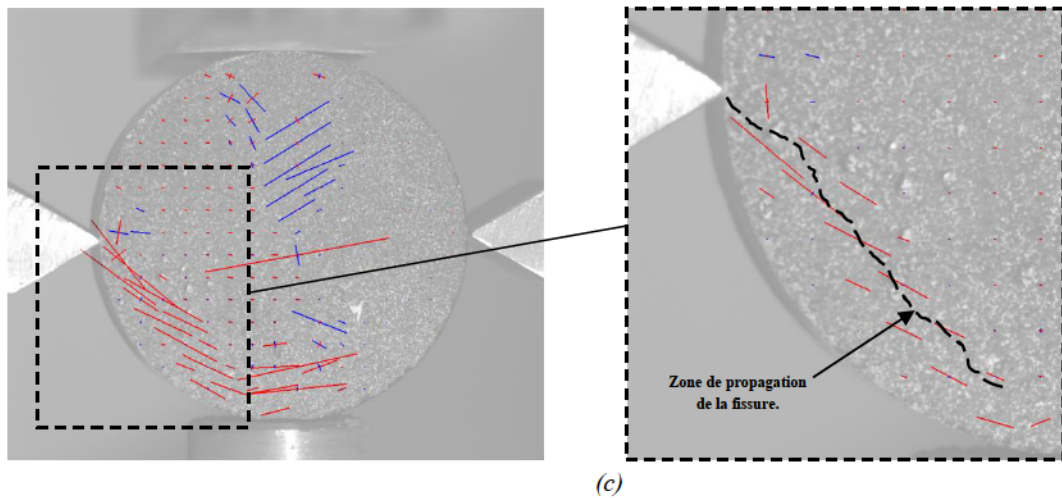 Zone de propagation
de la fissure.
(c)